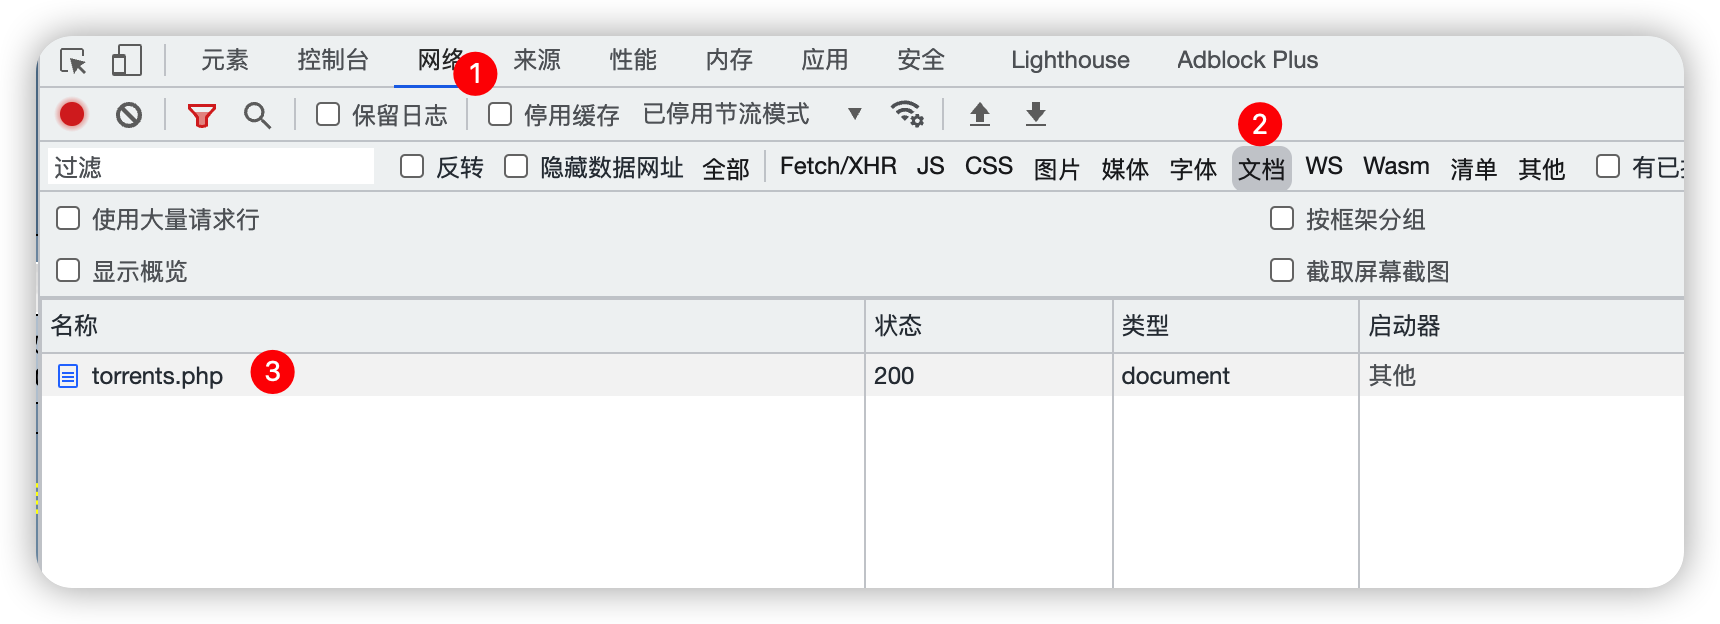 元素 控制台 网络 来源 性能 内存 应用 安全 Lighthouse Adblock Plus
1
保留日志 停用缓存 已停用节流模式
2
过滤 反转 隐藏数据网址 全部 Fetch/XHR JS CSS 图片 媒体 字体 文档 WS Wasm 清单 其他 有已
使用大量请求行 按框架分组
显示概览 截取屏幕截图
名称 状态 类型 启动器
torrents.php 3 200 document 其他